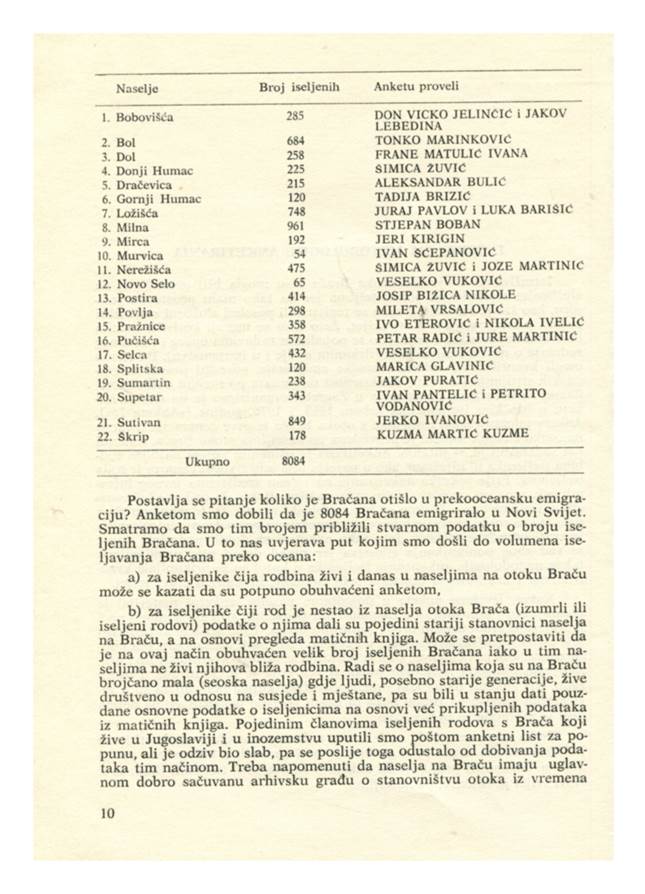 Naselje Broj iseljenih Anketu proveli
1. Bobovišća 285 DON VICKO JELINČIĆ i JAKOV
LEBEDINA
2. Bol 684 TONKO MARINKOVIĆ
3. Dol 258 FRANE MATULIĆ IVANA
4. Donji Humac 225 ŠIMICA ŽUVIĆ
5. Dračevica 215 ALEKSANDAR BULIĆ
6. Gornji Humac 120 TADIJA BRIZIĆ
7. Ložišća 748 JURAJ PAVLOV i LUKA BARIŠIĆ
8. Milna 961 STJEPAN BOBAN
9. Mirca 192 JERI KIRIGIN
10. Murvica 54 IVAN ŠĆEPANOVIĆ
11. Nerežišća 475 ŠIMICA ŽUVIĆ i JOZE MARTINIĆ
12. Novo Selo 65 VESELKO VUKOVIĆ
13. Postira 414 JOSIP BIŽICA NIKOLE
14. Povlja 298 MILETA VRSALOVIĆ
15. Pražnice 358 IVO ETEROVIĆ i NIKOLA IVELIĆ
16. Pučišća 572 PETAR RADIĆ i JURE MARTINIĆ
17. Selca 432 VESELKO VUKOVIĆ
18. Splitska 120 MARICA GLAVINIĆ
19. Sumartin 238 JAKOV PURATIĆ
20. Supetar 343 IVAN PANTELIĆ i PETRITO
VODANOVIĆ
21. Sutivan 849 JERKO IVANOVIĆ
22. Škrip 178 KUZMA MARTIĆ KUZME
Ukupno 8084
Postavlja se pitanje koliko je Bračana otišlo u prekooceansku emigra-
ciju? Anketom smo dobili da je 8084 Bračana emigriralo u Novi Svijet.
Smatramo da smo tim brojem približili stvarnom podatku o broju ise-
ljenih Bračana. U to nas uvjerava put kojim smo došli do volumena ise-
ljavanja Bračana preko oceana:
a) za iseljenike čija rodbina živi i danas u naseljima na otoku Braču
može se kazati da su potpuno obuhvaćeni anketom,
b) za iseljenike čiji rod je nestao iz naselja otoka Brača (izumrli ili
iseljeni rodovi) podatke o njima dali su pojedini stariji stanovnici naselja
na Braču, a na osnovi pregleda matičnih knjiga. Može se pretpostaviti da
je na ovaj način obuhvaćen velik broj iseljenih Bračana iako u tim na-
seljima ne živi njihova bliža rodbina. Radi se o naseljima koja su na Braču
brojčano mala (seoska naselja) gdje ljudi, posebno starije generacije, žive
društveno u odnosu na susjede i mještane, pa su bili u stanju dati pouz-
dane osnovne podatke o iseljenicima na osnovi već prikupljenih podataka
iz matičnih knjiga. Pojedinim članovima iseljenih rodova s Brača koji
žive u Jugoslaviji i u inozemstvu uputili smo poštom anketni list za po-
punu, ali je odziv bio slab, pa se poslije toga odustalo od dobivanja poda-
taka tim načinom. Treba napomenuti da naselja na Braču imaju uglav-
nom dobro sačuvanu arhivsku građu o stanovništvu otoka iz vremena
10